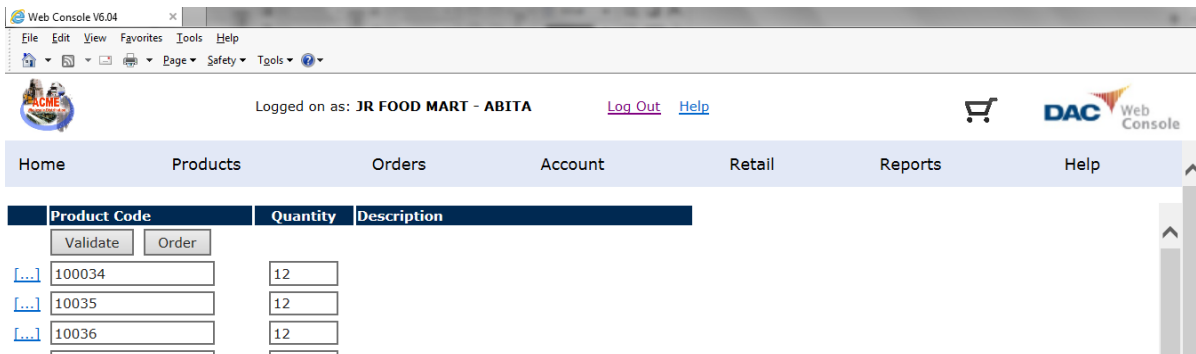 Web Console V6.04
File Edit View Favorites Tools Help
Page Safety Tools
Logged on as: JR FOOD MART - ABITA Log Out Help
ACME
DAC Web Console
Home Products Orders Account Retail Reports Help
Product Code Quantity Description
Validate Order
[...] 100034 12
[...] 10035 12
[...] 10036 12